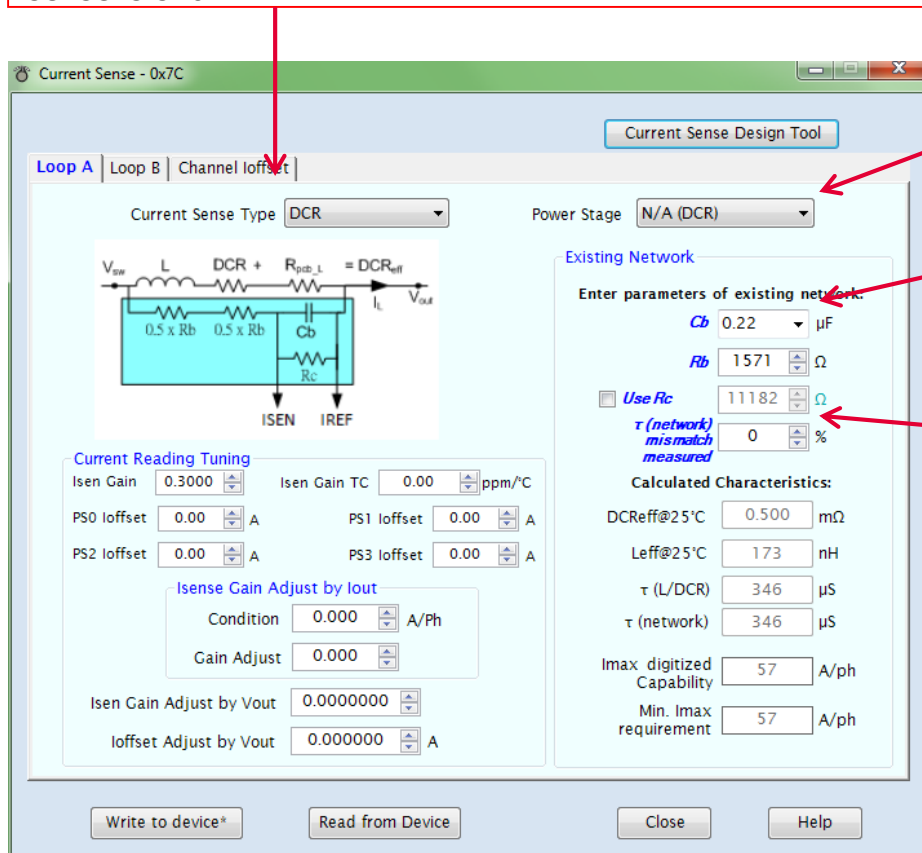 Current Sense - 0x7C
Current Sense Design Tool
Loop A Loop B Channel Ioffset
Current Sense Type DCR Power Stage N/A (DCR)
Vsw L DCR + Rpcb_L = DCReff
IL Vout
0.5 x Rb 0.5 x Rb Cb
Rc
ISEN IREF
Existing Network
Enter parameters of existing network:
Cb 0.22 µF
Rb 1571 Ω
Use Rc 11182 Ω
τ (network)
mismatch 0 %
measured
Calculated Characteristics:
DCReff@25°C 0.500 mΩ
Leff@25°C 173 nH
τ (L/DCR) 346 µS
τ (network) 346 µS
Imax digitized
Capability 57 A/ph
Min. Imax
requirement 57 A/ph
Current Reading Tuning
Isen Gain 0.3000 Isen Gain TC 0.00 ppm/°C
PS0 Ioffset 0.00 A PS1 Ioffset 0.00 A
PS2 Ioffset 0.00 A PS3 Ioffset 0.00 A
Isense Gain Adjust by Iout
Condition 0.000 A/Ph
Gain Adjust 0.000
Isen Gain Adjust by Vout 0.0000000
Ioffset Adjust by Vout 0.000000 A
Write to device* Read from Device Close Help